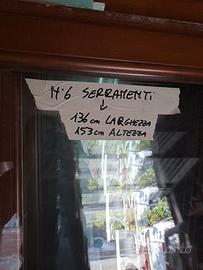 N°6 SERRAMENTI
↓
136 cm LARGHEZZA
153 cm ALTEZZA